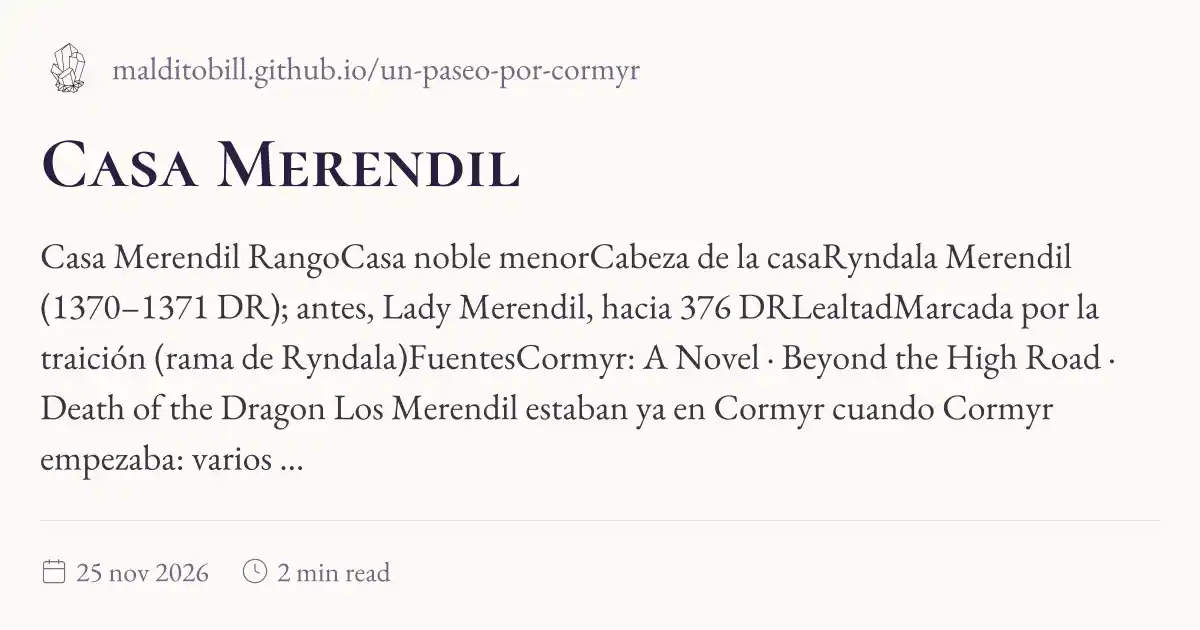 malditobill.github.io/un-paseo-por-cormyr
Casa Merendil
Casa Merendil RangoCasa noble menorCabeza de la casaRyndala Merendil
(1370–1371 DR); antes, Lady Merendil, hacia 376 DRLealtadMarcada por la
traición (rama de Ryndala)FuentesCormyr: A Novel · Beyond the High Road ·
Death of the Dragon Los Merendil estaban ya en Cormyr cuando Cormyr
empezaba: varios ...
25 nov 2026 2 min read